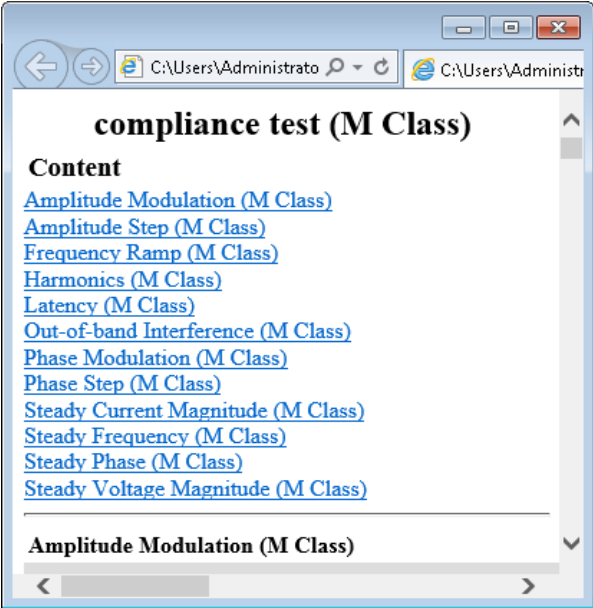 C:\Users\Administrato
C:\Users\Administr
compliance test (M Class)
Content
Amplitude Modulation (M Class)
Amplitude Step (M Class)
Frequency Ramp (M Class)
Harmonics (M Class)
Latency (M Class)
Out-of-band Interference (M Class)
Phase Modulation (M Class)
Phase Step (M Class)
Steady Current Magnitude (M Class)
Steady Frequency (M Class)
Steady Phase (M Class)
Steady Voltage Magnitude (M Class)
Amplitude Modulation (M Class)